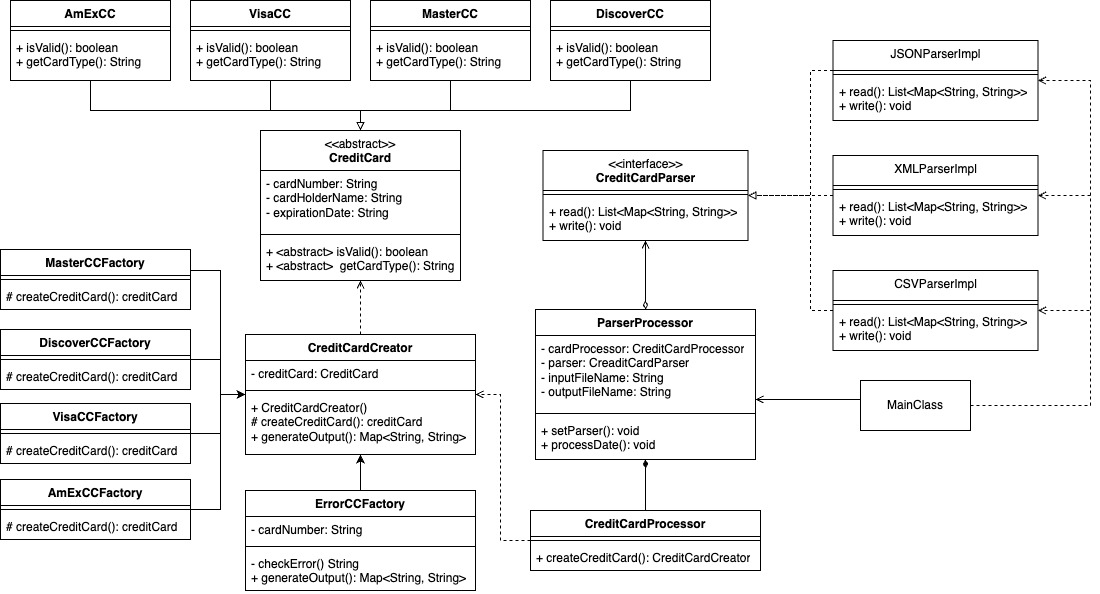 AmExCC
+ isValid(): boolean
+ getCardType(): String
VisaCC
+ isValid(): boolean
+ getCardType(): String
MasterCC
+ isValid(): boolean
+ getCardType(): String
DiscoverCC
+ isValid(): boolean
+ getCardType(): String
<<abstract>>
CreditCard
- cardNumber: String
- cardHolderName: String
- expirationDate: String
+ <abstract> isValid(): boolean
+ <abstract>  getCardType(): String
<<interface>>
CreditCardParser
+ read(): List<Map<String, String>>
+ write(): void
JSONParserImpl
+ read(): List<Map<String, String>>
+ write(): void
XMLParserImpl
+ read(): List<Map<String, String>>
+ write(): void
CSVParserImpl
+ read(): List<Map<String, String>>
+ write(): void
MasterCCFactory
# createCreditCard(): creditCard
DiscoverCCFactory
# createCreditCard(): creditCard
VisaCCFactory
# createCreditCard(): creditCard
AmExCCFactory
# createCreditCard(): creditCard
CreditCardCreator
- creditCard: CreditCard
+ CreditCardCreator()
# createCreditCard(): creditCard
+ generateOutput(): Map<String, String>
ErrorCCFactory
- cardNumber: String
- checkError() String
+ generateOutput(): Map<String, String>
ParserProcessor
- cardProcessor: CreditCardProcessor
- parser: CreaditCardParser
- inputFileName: String
- outputFileName: String
+ setParser(): void
+ processDate(): void
MainClass
CreditCardProcessor
+ createCreditCard(): CreditCardCreator